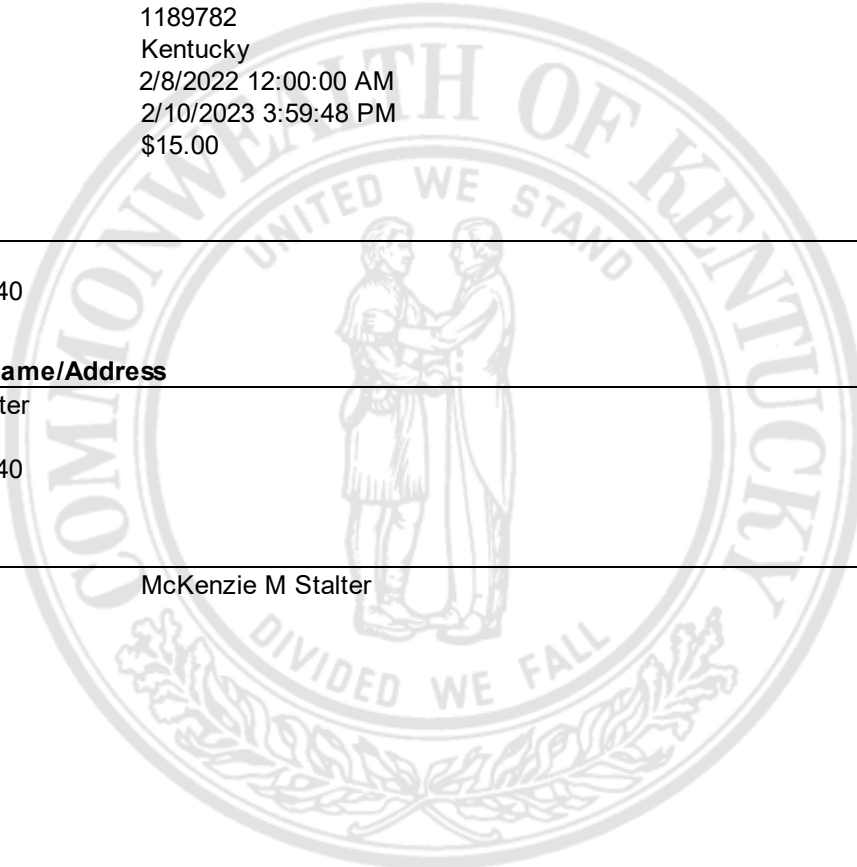 1189782
Kentucky
2/8/2022 12:00:00 AM
2/10/2023 3:59:48 PM
$15.00
COMMONWEALTH OF KENTUCKY
UNITED WE STAND
40
ame/Address
ter
40
McKenzie M Stalter
DIVIDED WE FALL